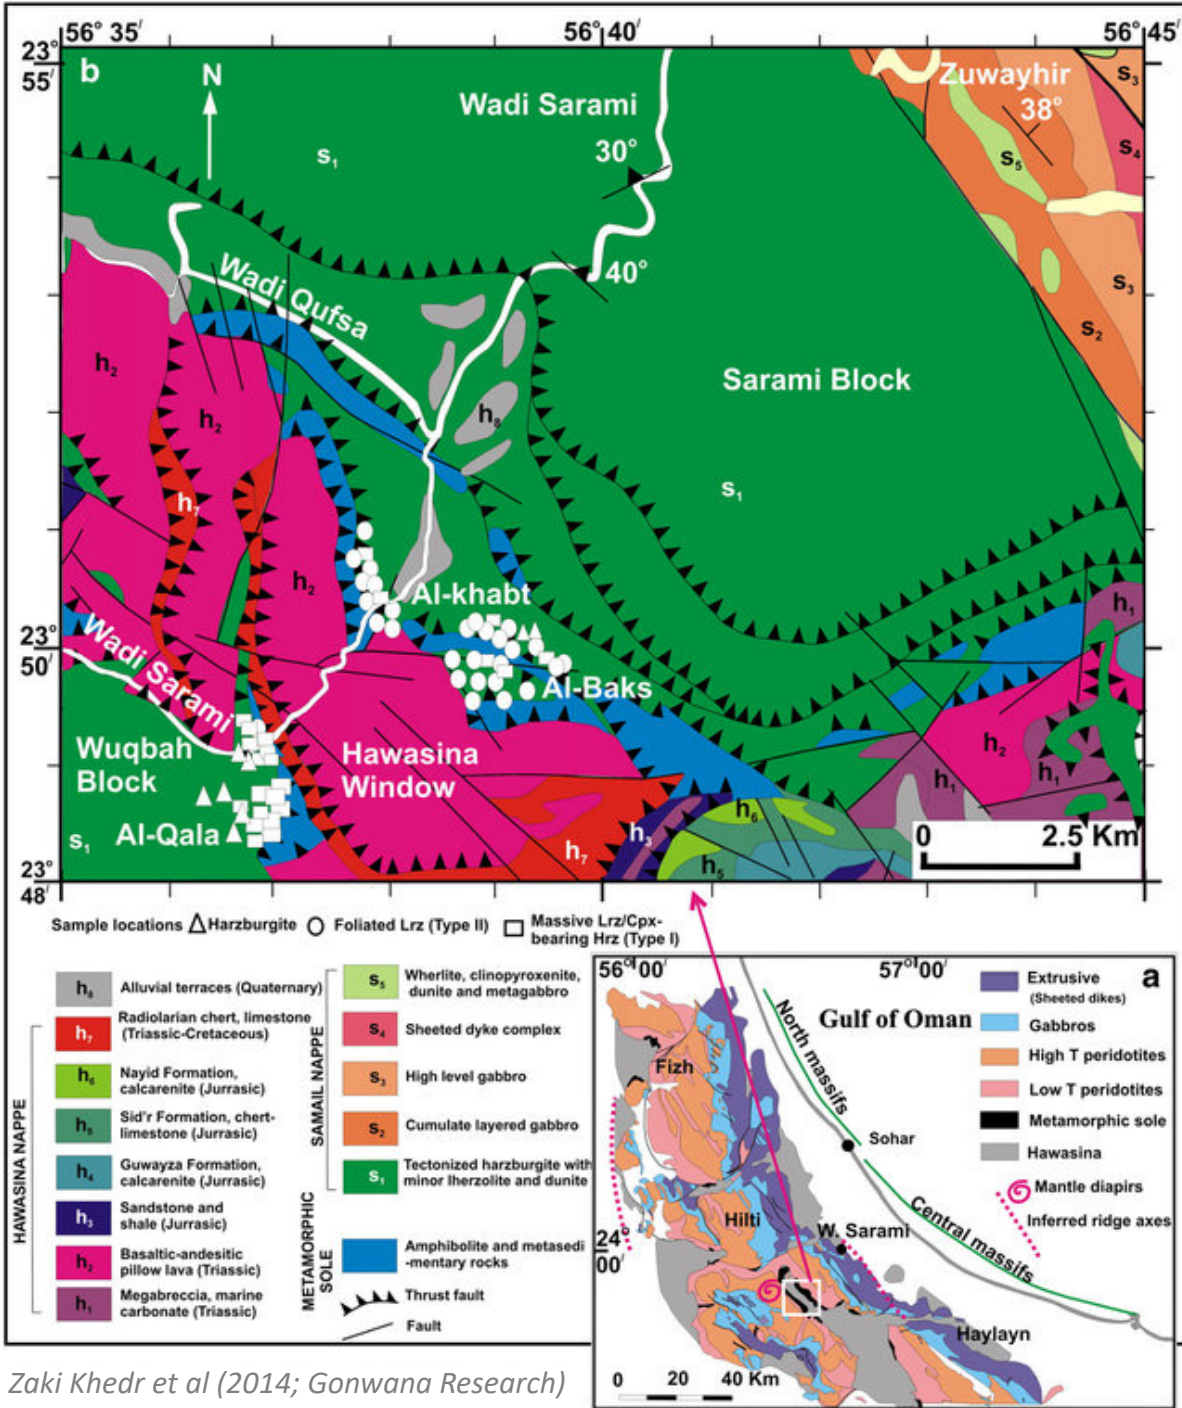 56° 35′
56° 40′
56° 45′
23°
55′
b
N
Wadi Sarami
30°
Zuwayhir
38°
s3
s4
s1
s5
40°
Wadi Qufsa
s3
s2
h2
h2
Sarami Block
h8
s1
h7
h2
Al-khabt
h1
23°
50′
Wadi Sarami
Al-Baks
Wuqbah
Block
Hawasina
Window
h2
h1
h1
h6
0 2.5 Km
s1
Al-Qala
h3
h7
h5
23°
48′
Sample locations Harzburgite Foliated Lrz (Type II) Massive Lrz/Cpx-
bearing Hrz (Type I)
HAWASINA NAPPE
h8 Alluvial terraces (Quaternary)
h7 Radiolarian chert, limestone
(Triassic-Cretaceous)
h6 Nayid Formation,
calcarenite (Jurrasic)
h5 Sid'r Formation, chert-
limestone (Jurrasic)
h4 Guwayza Formation,
calcarenite (Jurrasic)
h3 Sandstone and
shale (Jurrasic)
h2 Basaltic-andesitic
pillow lava (Triassic)
h1 Megabreccia, marine
carbonate (Triassic)
SAMAIL NAPPE
s5 Wherlite, clinopyroxenite,
dunite and metagabbro
s4 Sheeted dyke complex
s3 High level gabbro
s2 Cumulate layered gabbro
s1 Tectonized harzburgite with
minor lherzolite and dunite
METAMORPHIC
SOLE
Amphibolite and metasedi
-mentary rocks
Thrust fault
Fault
56°00′
57°00′
a
Extrusive
(Sheeted dikes)
Gabbros
High T peridotites
Low T peridotites
Metamorphic sole
Hawasina
Mantle diapirs
Inferred ridge axes
Gulf of Oman
North massifs
Fizh
Sohar
Hilti
W. Sarami
Central massifs
24°
00′
Haylayn
0 20 40 Km
Zaki Khedr et al (2014; Gonwana Research)